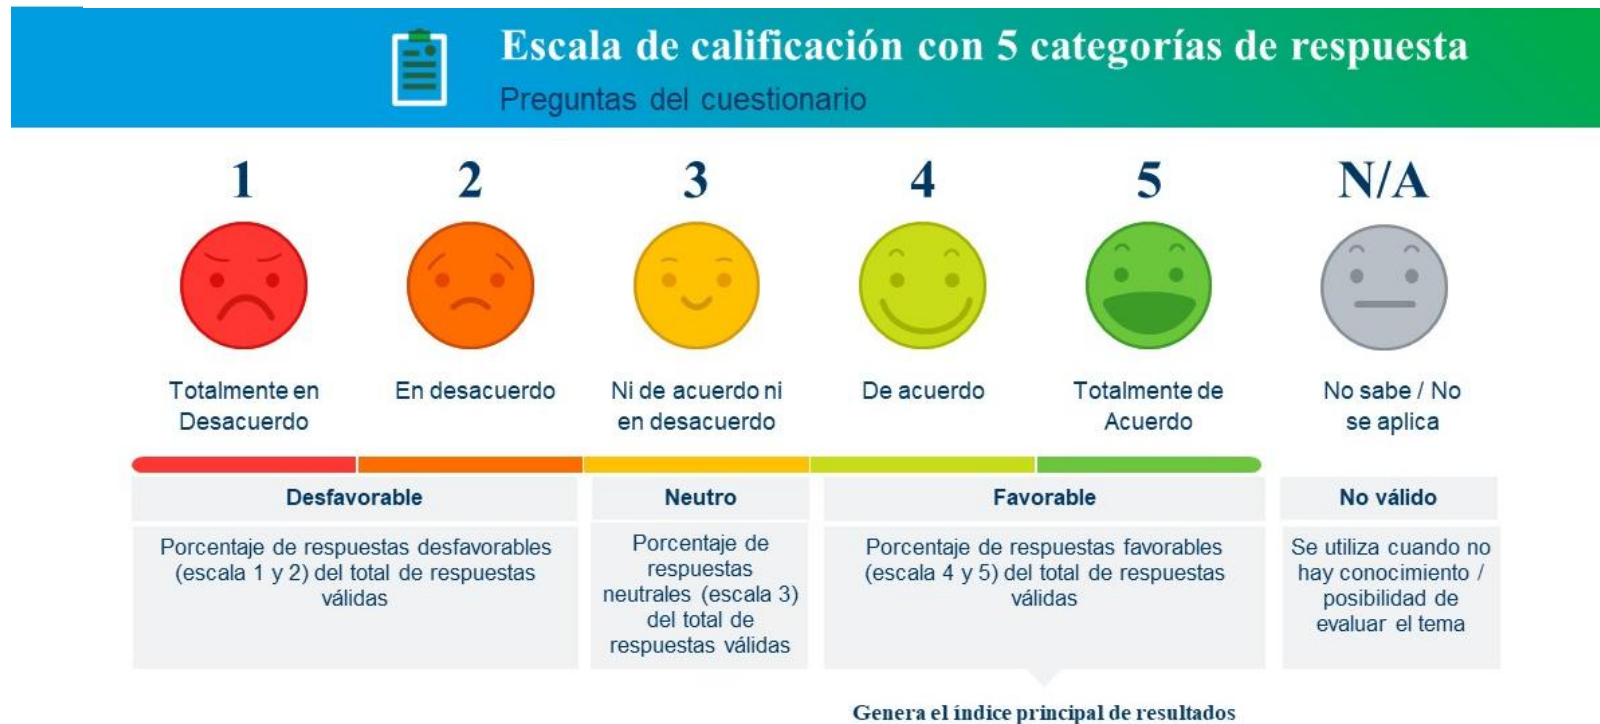 Escala de calificación con 5 categorías de respuesta
Preguntas del cuestionario
1
2
3
4
5
N/A
Totalmente en
Desacuerdo
En desacuerdo
Ni de acuerdo ni
en desacuerdo
De acuerdo
Totalmente de
Acuerdo
No sabe / No
se aplica
Desfavorable
Neutro
Favorable
No válido
Porcentaje de respuestas desfavorables
(escala 1 y 2) del total de respuestas
válidas
Porcentaje de
respuestas
neutrales (escala 3)
del total de
respuestas válidas
Porcentaje de respuestas favorables
(escala 4 y 5) del total de respuestas
válidas
Se utiliza cuando no
hay conocimiento /
posibilidad de
evaluar el tema
Genera el índice principal de resultados